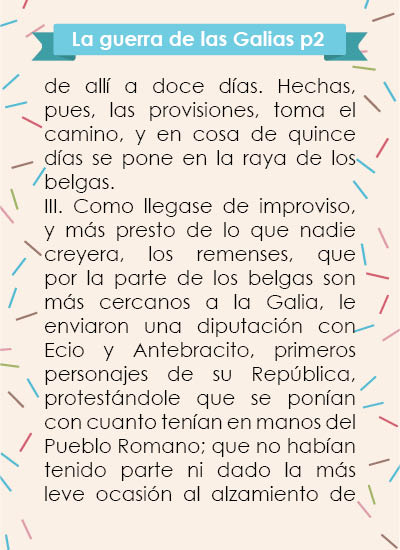 La guerra de las Galias p2
de allí a doce días. Hechas,
pues, las provisiones, toma el
camino, y en cosa de quince
días se pone en la raya de los
belgas.
III. Como llegase de improviso,
y más presto de lo que nadie
creyera, los remenses, que
por la parte de los belgas son
más cercanos a la Galia, le
enviaron una diputación con
Ecio y Antebracito, primeros
personajes de su República,
protestándole que se ponían
con cuanto tenían en manos del
Pueblo Romano; que no habían
tenido parte ni dado la más
leve ocasión al alzamiento de